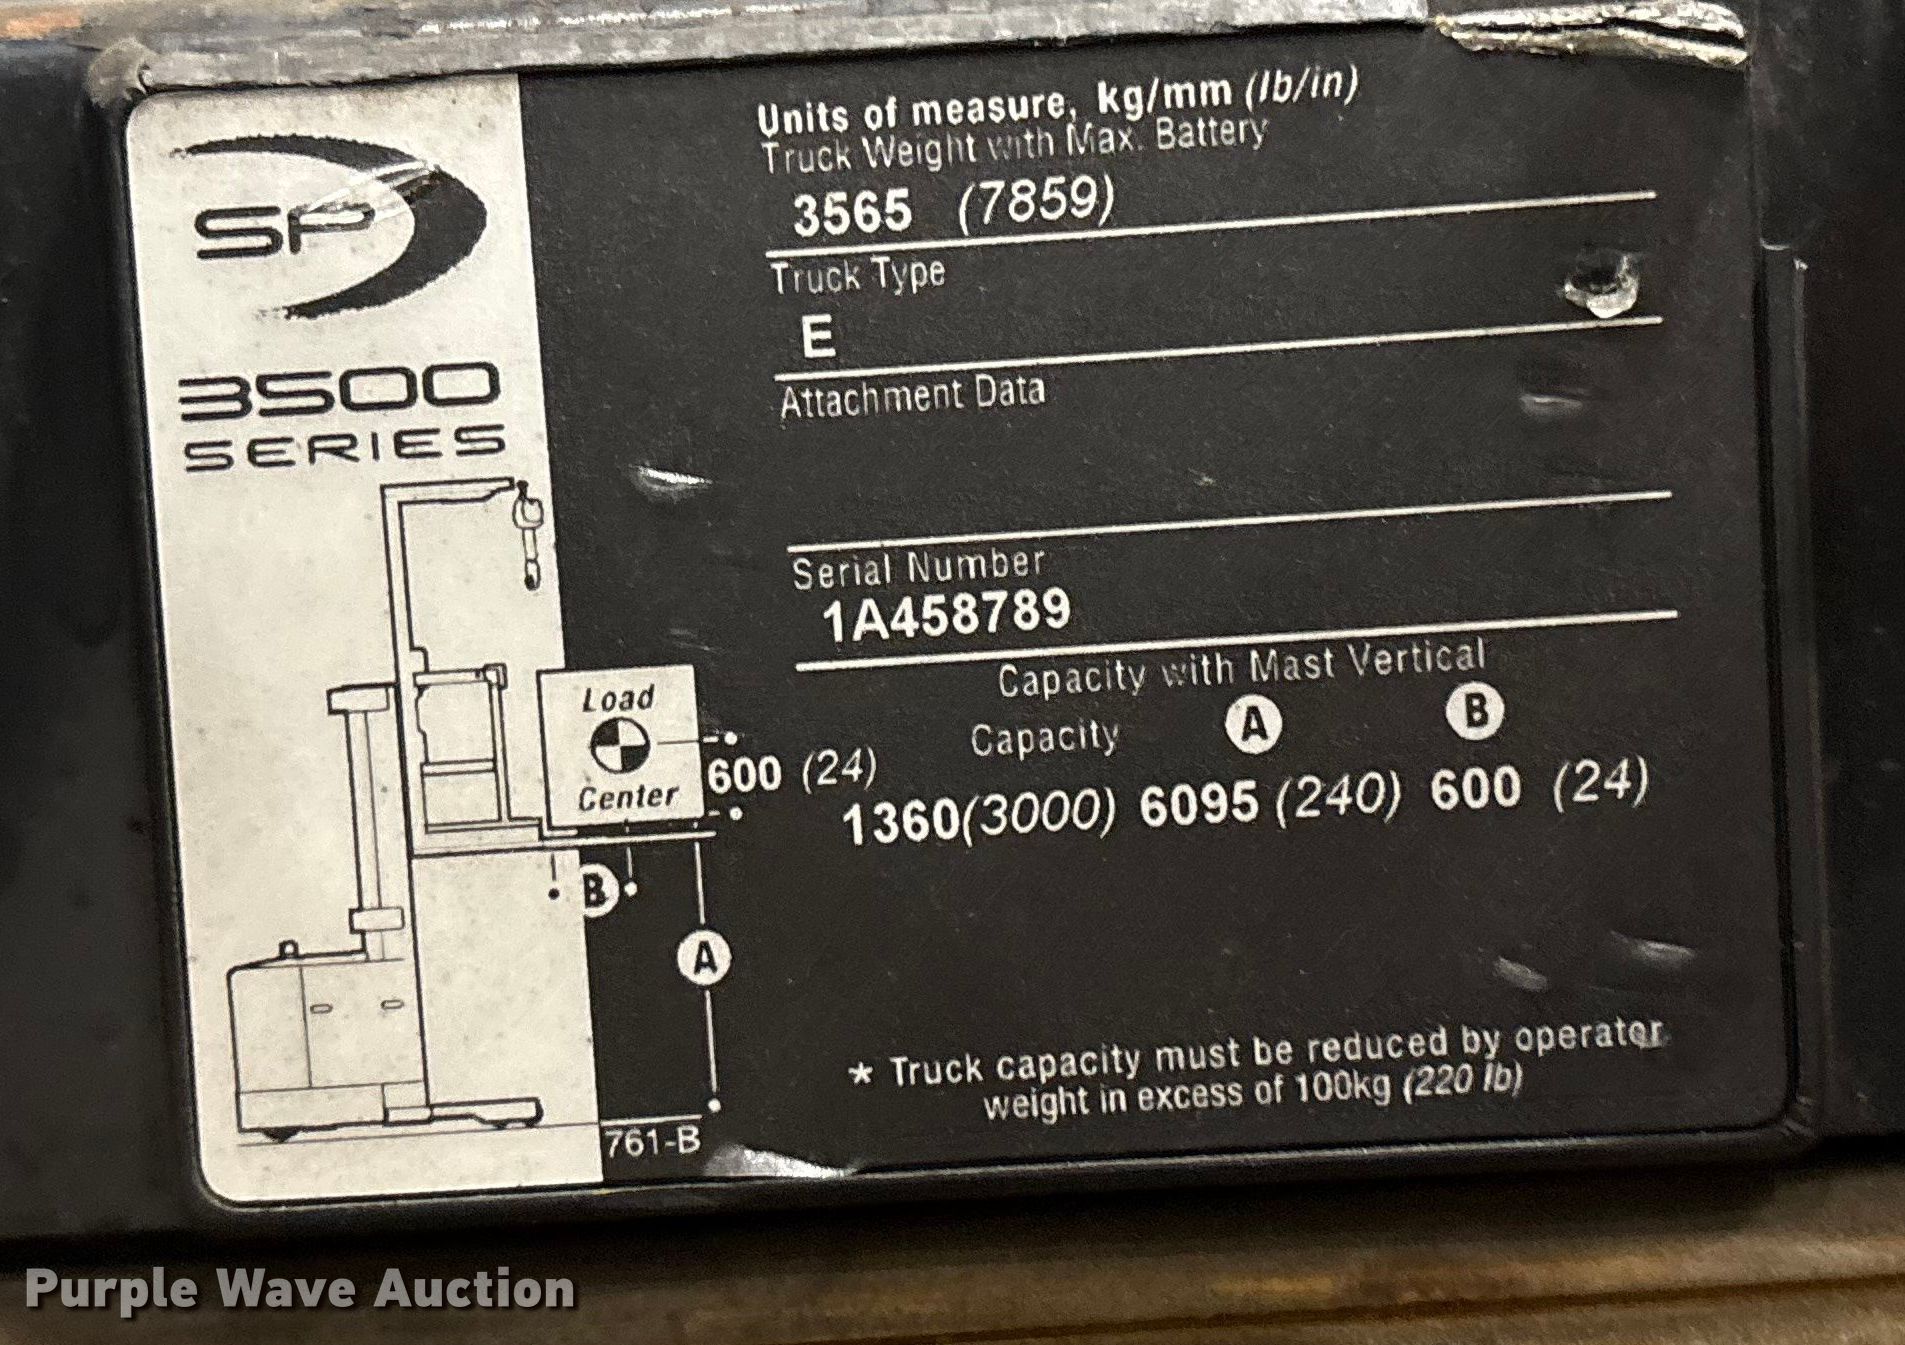 SP
3500
SERIES
Units of measure, kg/mm (lb/in)
Truck Weight with Max. Battery
3565 (7859)
Truck Type
E
Attachment Data
Serial Number
1A458789
Capacity with Mast Vertical
Capacity A B
1360(3000) 6095 (240) 600 (24)
Load
Center
600 (24)
B
A
761-B
* Truck capacity must be reduced by operator
weight in excess of 100kg (220 lb)
Purple Wave Auction